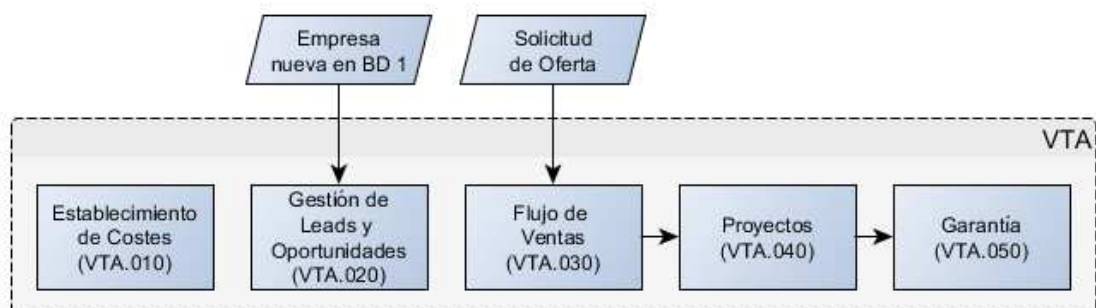 Empresa
nueva en BD 1
Solicitud
de Oferta
VTA
Establecimiento
de Costes
(VTA.010)
Gestión de
Leads y
Oportunidades
(VTA.020)
Flujo de
Ventas
(VTA.030)
Proyectos
(VTA.040)
Garantía
(VTA.050)